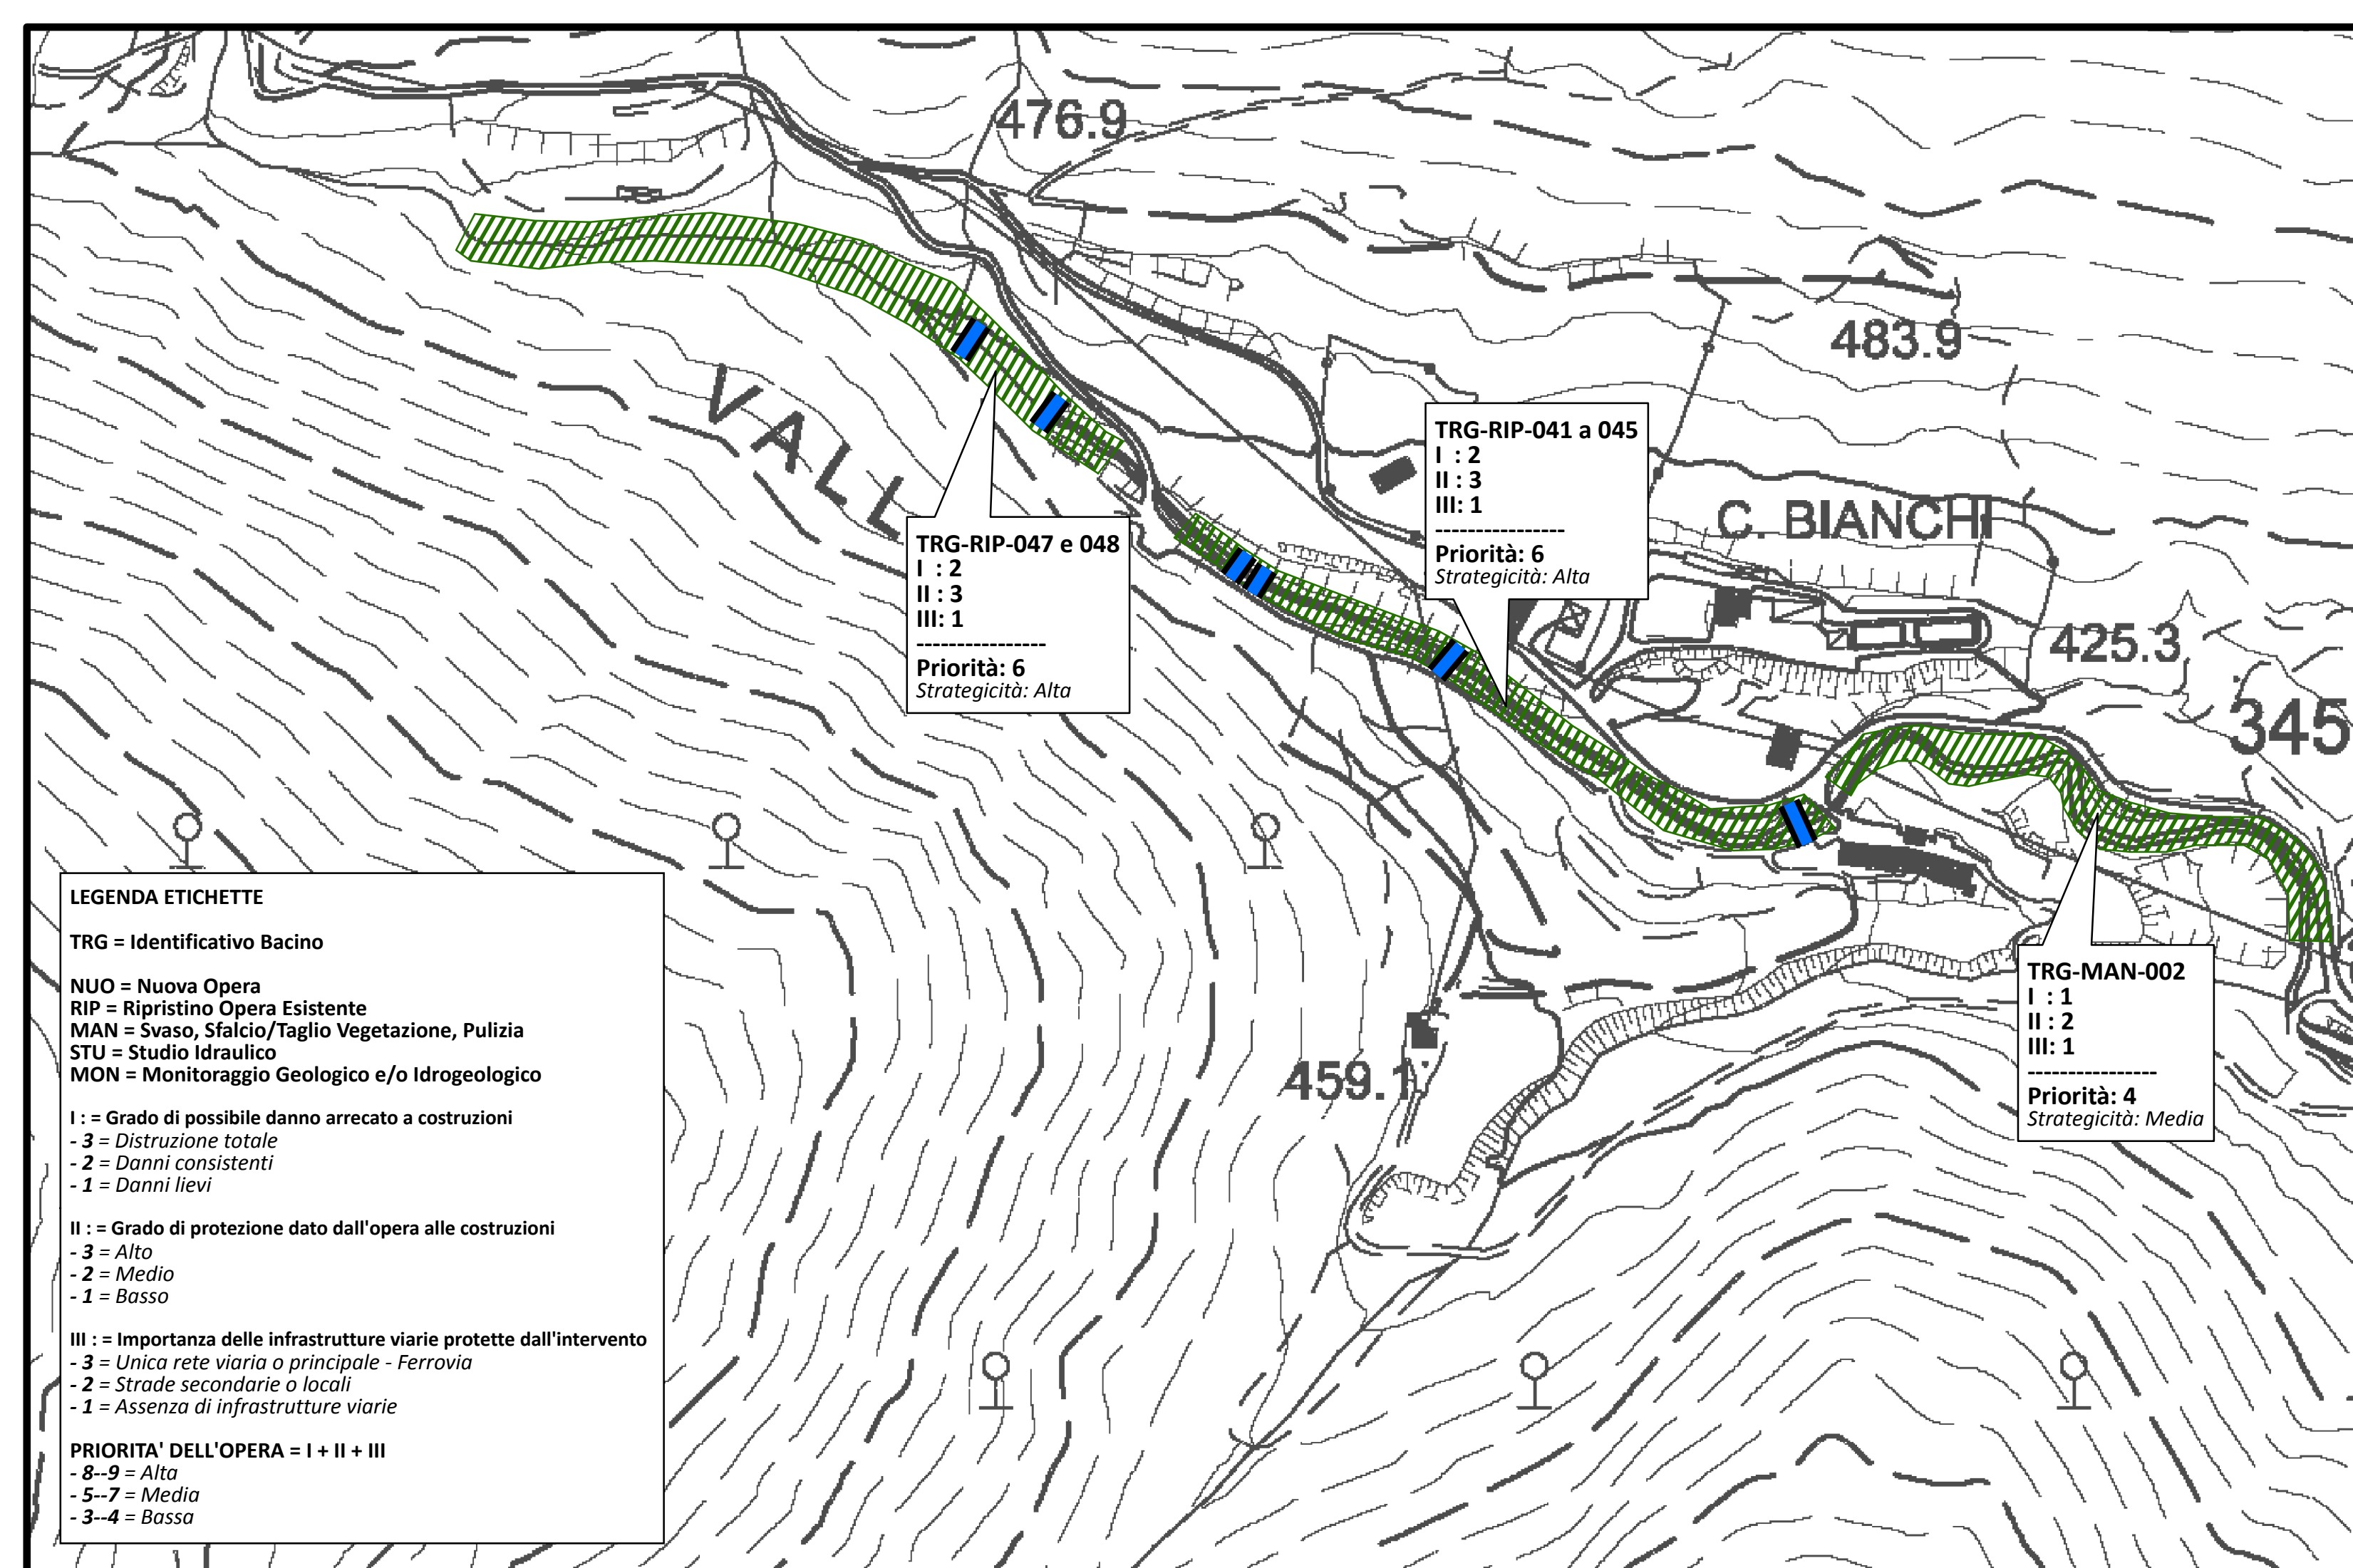 476.9
483.9
VALL
TRG-RIP-041 a 045
I : 2
II : 3
III: 1
----------------
Priorità: 6
Strategicità: Alta
C. BIANCHI
TRG-RIP-047 e 048
I : 2
II : 3
III: 1
----------------
Priorità: 6
Strategicità: Alta
425.3
345
TRG-MAN-002
I : 1
II : 2
III: 1
----------------
Priorità: 4
Strategicità: Media
459.1
LEGENDA ETICHETTE
TRG = Identificativo Bacino
NUO = Nuova Opera
RIP = Ripristino Opera Esistente
MAN = Svaso, Sfalcio/Taglio Vegetazione, Pulizia
STU = Studio Idraulico
MON = Monitoraggio Geologico e/o Idrogeologico
I : = Grado di possibile danno arrecato a costruzioni
- 3 = Distruzione totale
- 2 = Danni consistenti
- 1 = Danni lievi
II : = Grado di protezione dato dall'opera alle costruzioni
- 3 = Alto
- 2 = Medio
- 1 = Basso
III : = Importanza delle infrastrutture viarie protette dall'intervento
- 3 = Unica rete viaria o principale - Ferrovia
- 2 = Strade secondarie o locali
- 1 = Assenza di infrastrutture viarie
PRIORITA' DELL'OPERA = I + II + III
- 8--9 = Alta
- 5--7 = Media
- 3--4 = Bassa